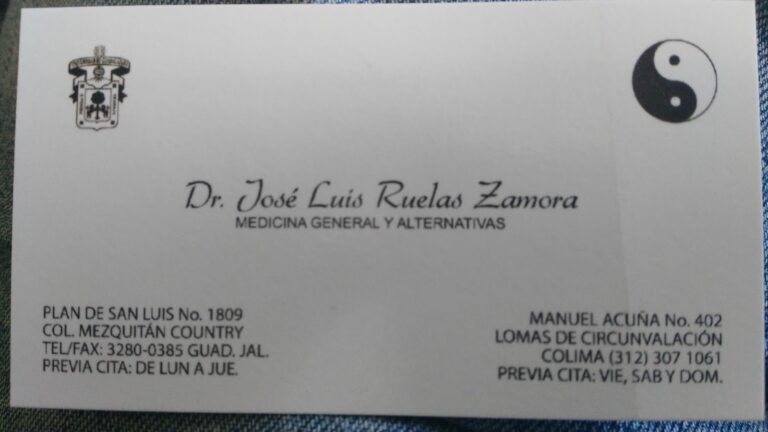 Dr. José Luis Ruelas Zamora
MEDICINA GENERAL Y ALTERNATIVAS
PLAN DE SAN LUIS No. 1809
COL. MEZQUITÁN COUNTRY
TEL/FAX: 3280-0385 GUAD. JAL.
PREVIA CITA: DE LUN A JUE.
MANUEL ACUÑA No. 402
LOMAS DE CIRCUNVALACIÓN
COLIMA (312) 307 1061
PREVIA CITA: VIE, SAB Y DOM.